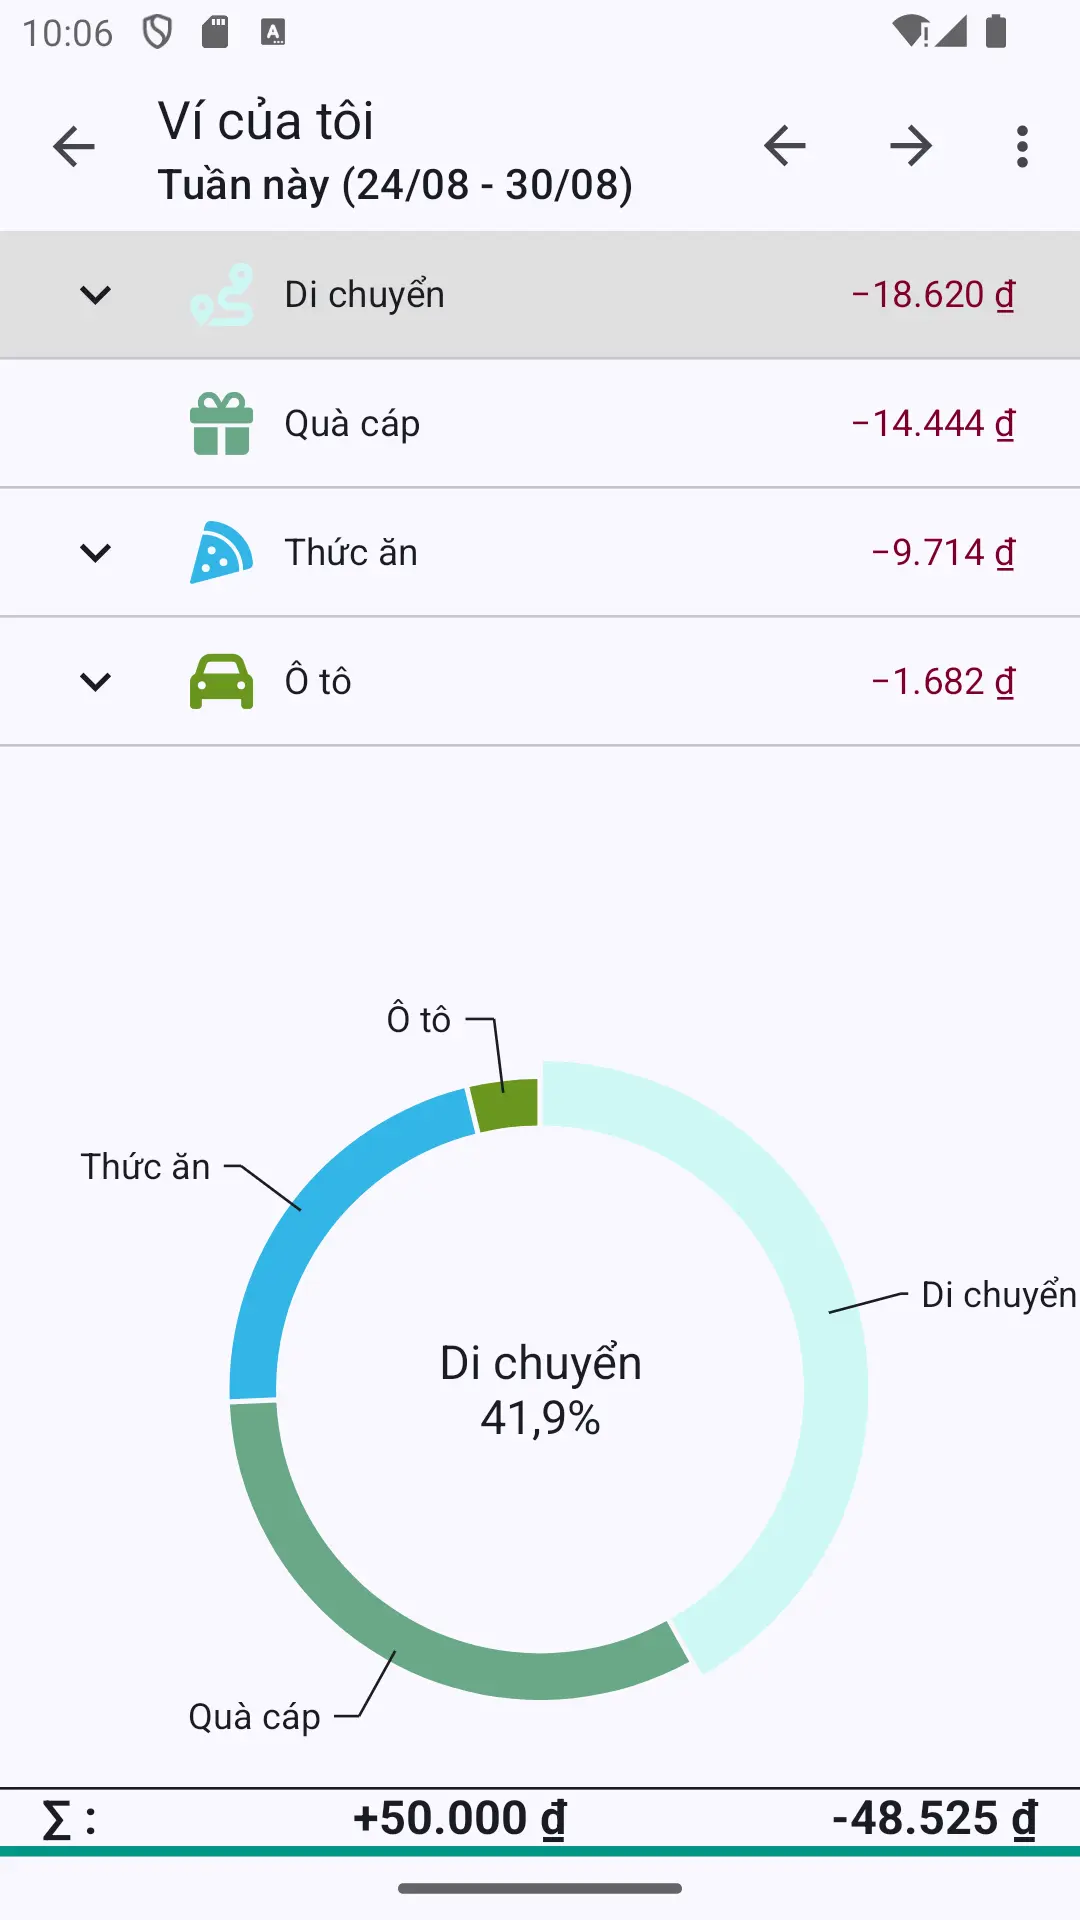 10:06
Ví của tôi
Tuần này (24/08 - 30/08)
Di chuyển −18.620 ₫
Quà cáp −14.444 ₫
Thức ăn −9.714 ₫
Ô tô −1.682 ₫
Ô tô
Thức ăn
Di chuyển
Di chuyển
41,9%
Quà cáp
Σ : +50.000 ₫ -48.525 ₫